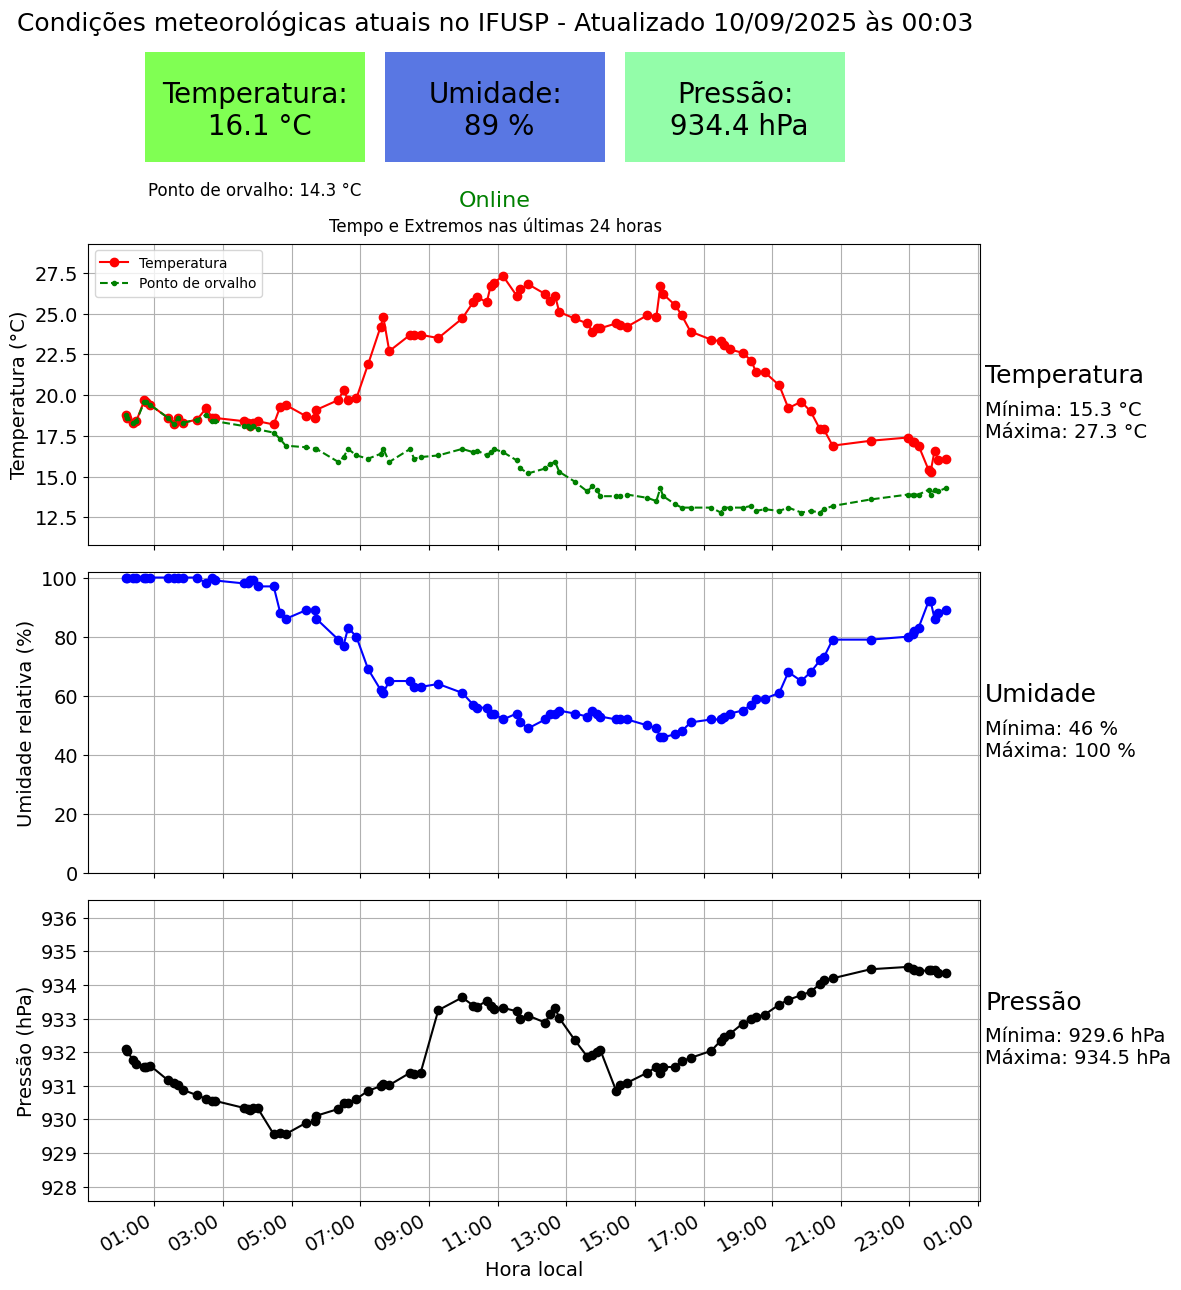 Condições meteorológicas atuais no IFUSP - Atualizado 10/09/2025 às 00:03
Temperatura:
16.1 °C
Umidade:
89 %
Pressão:
934.4 hPa
Ponto de orvalho: 14.3 °C
Online
Tempo e Extremos nas últimas 24 horas
Temperatura
Ponto de orvalho
Temperatura (°C)
27.5
25.0
22.5
20.0
17.5
15.0
12.5
Temperatura
Mínima: 15.3 °C
Máxima: 27.3 °C
Umidade relativa (%)
100
80
60
40
20
0
Umidade
Mínima: 46 %
Máxima: 100 %
Pressão (hPa)
936
935
934
933
932
931
930
929
928
Pressão
Mínima: 929.6 hPa
Máxima: 934.5 hPa
01:00 03:00 05:00 07:00 09:00 11:00 13:00 15:00 17:00 19:00 21:00 23:00 01:00
Hora local